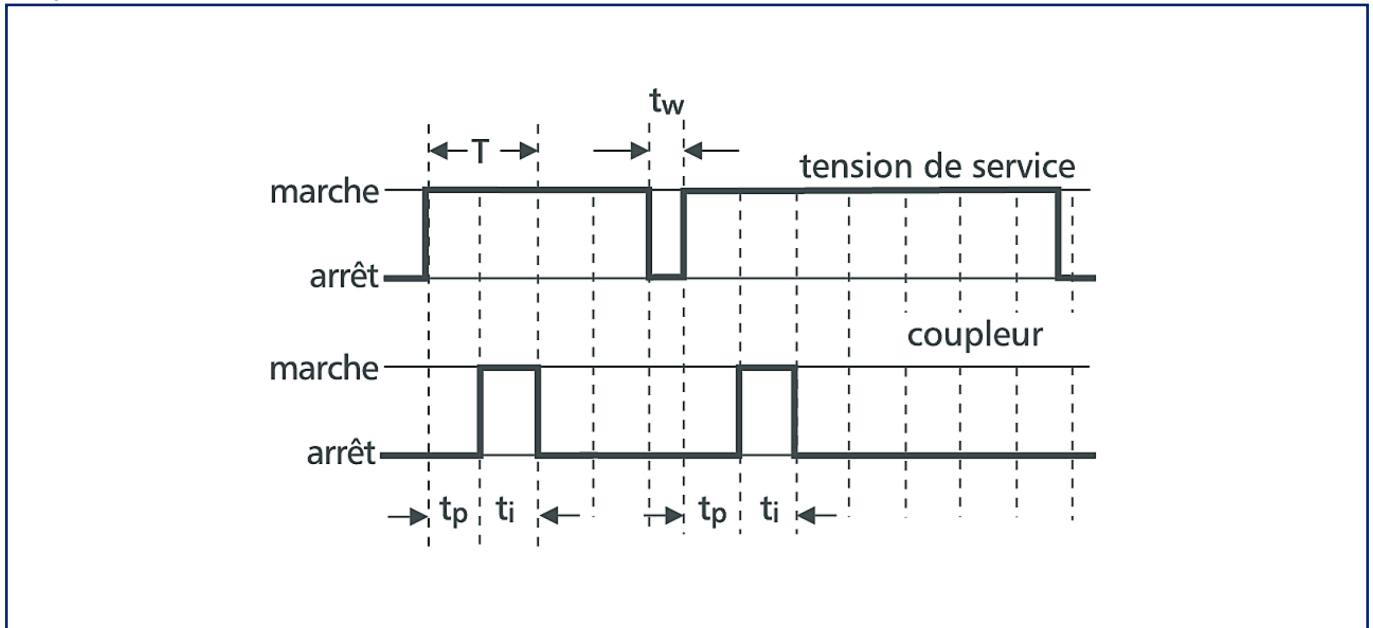 tw
T
tension de service
marche
arrêt
coupleur
marche
arrêt
tp ti tp ti